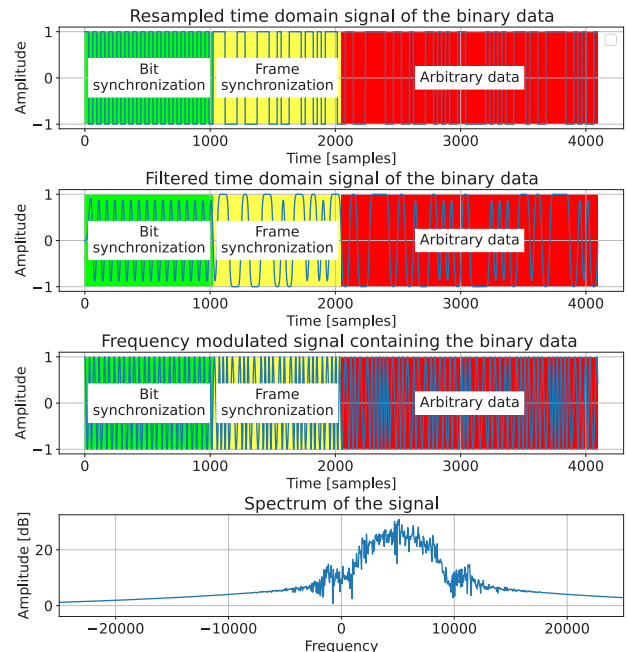 Resampled time domain signal of the binary data
Amplitude
1
0
−1
Bit
synchronization
Frame
synchronization
Arbitrary data
0
1000
2000
3000
4000
Time [samples]
Filtered time domain signal of the binary data
Amplitude
1
0
−1
Bit
synchronization
Frame
synchronization
Arbitrary data
0
1000
2000
3000
4000
Time [samples]
Frequency modulated signal containing the binary data
Amplitude
1
0
−1
Bit
synchronization
Frame
synchronization
Arbitrary data
0
1000
2000
3000
4000
Time [samples]
Spectrum of the signal
Amplitude [dB]
20
0
−20000
−10000
0
10000
20000
Frequency